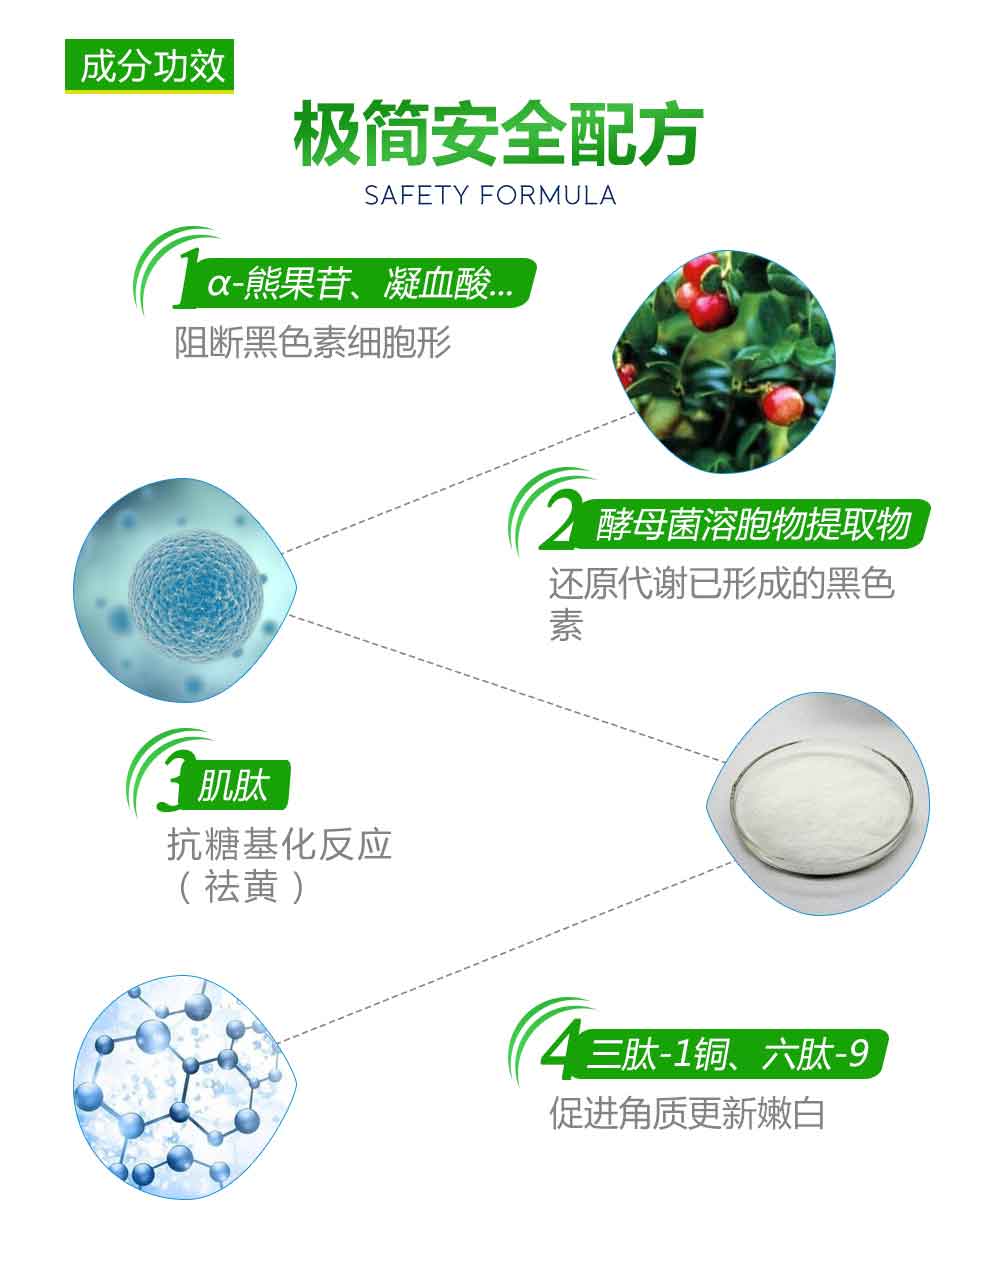 成分功效
极简安全配方
SAFETY FORMULA
1 α-熊果苷、凝血酸...
阻断黑色素细胞形
2 酵母菌溶胞物提取物
还原代谢已形成的黑色
素
3 肌肽
抗糖基化反应
（祛黄）
4 三肽-1铜、六肽-9
促进角质更新嫩白